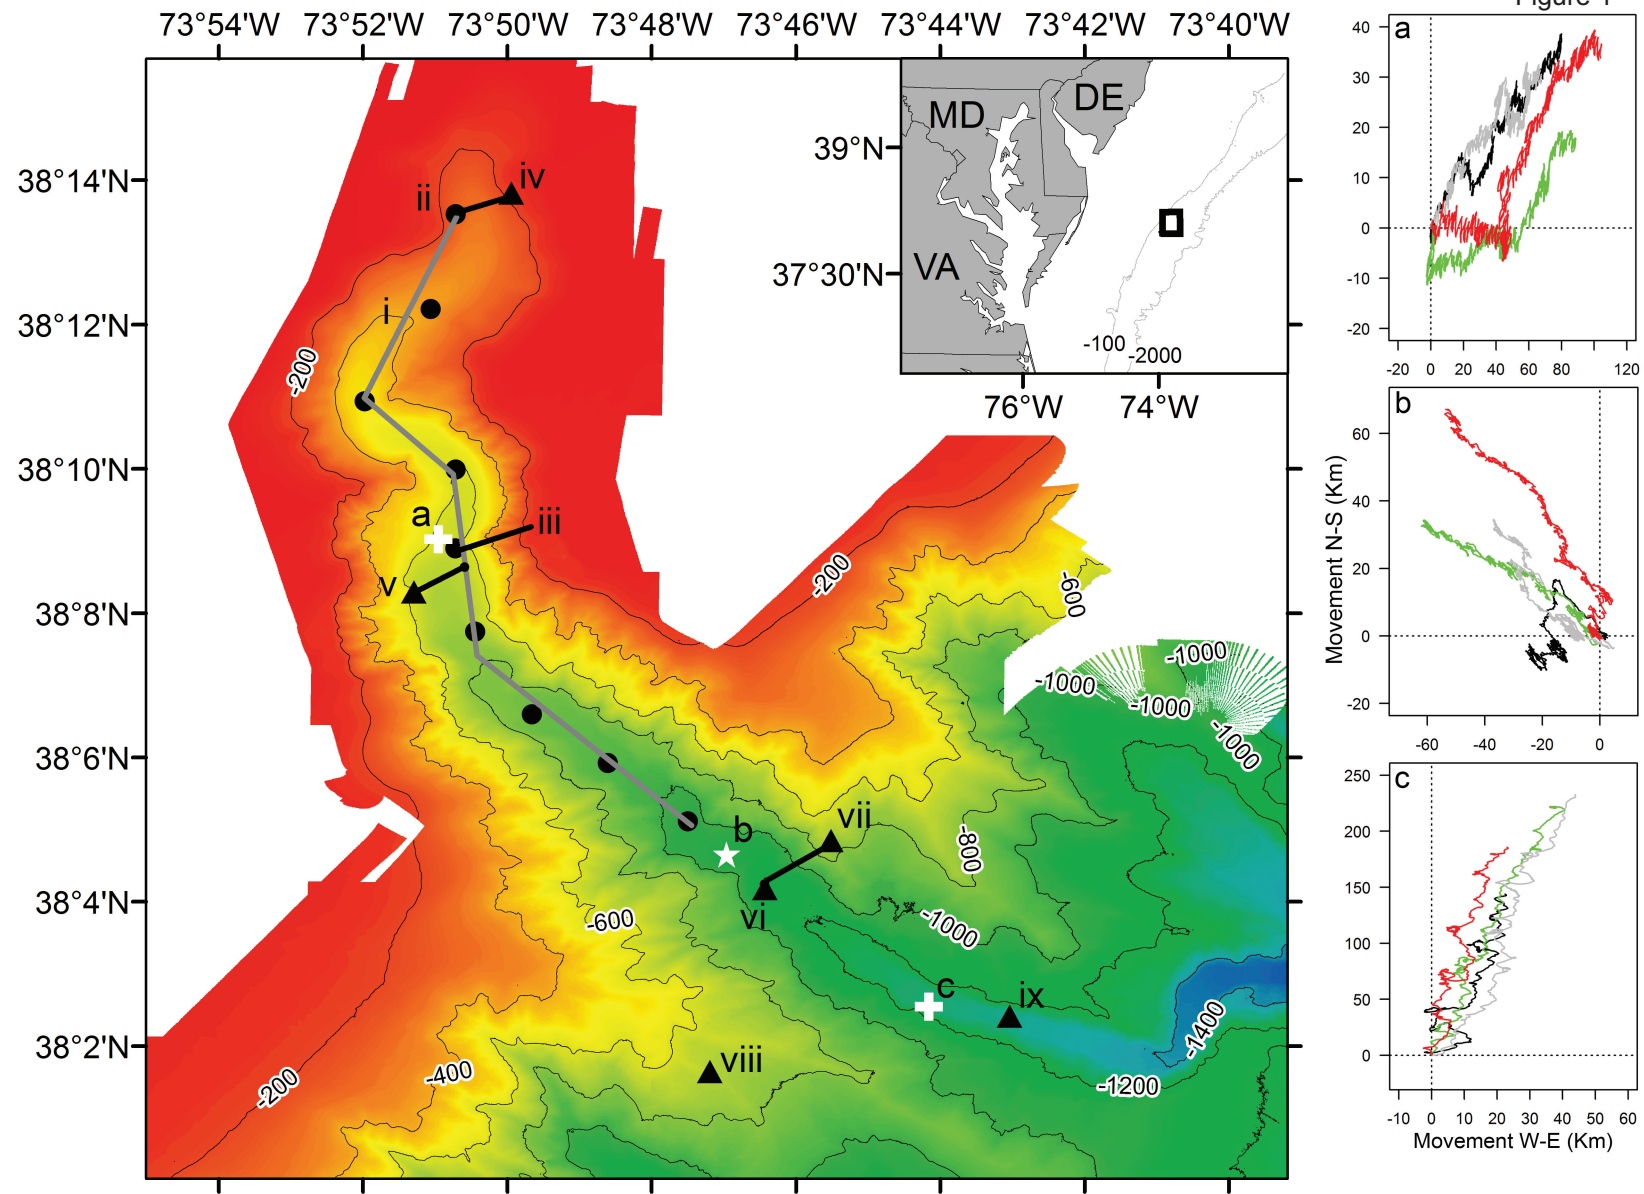 Figure 1
73°54'W 73°52'W 73°50'W 73°48'W 73°46'W 73°44'W 73°42'W 73°40'W
38°14'N
38°12'N
38°10'N
38°8'N
38°6'N
38°4'N
38°2'N
MD
DE
VA
39°N
37°30'N
-100
-2000
76°W 74°W
iv
ii
i
-200
a
iii
v
-200
-600
-1000
-1000
-1000
-1000
vii
b
-800
vi
-600
-1000
c
ix
-1400
viii
-1200
-400
-200
a
40
30
20
10
0
-10
-20
-20 0 20 40 60 80 120
b
60
40
20
0
-20
-60 -40 -20 0
Movement N-S (Km)
c
250
200
150
100
50
0
-10 0 10 20 30 40 50 60
Movement W-E (Km)